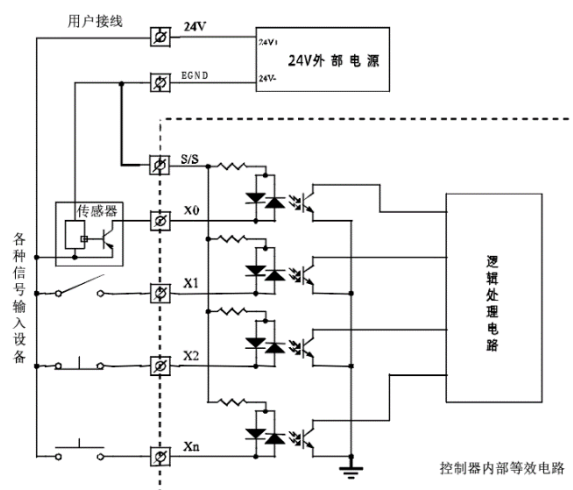 用户接线
24V
24V+
24V外部电源
EGND
24V-
S/S
传感器
X0
各种信号输入设备
X1
逻辑处理电路
X2
Xn
控制器内部等效电路